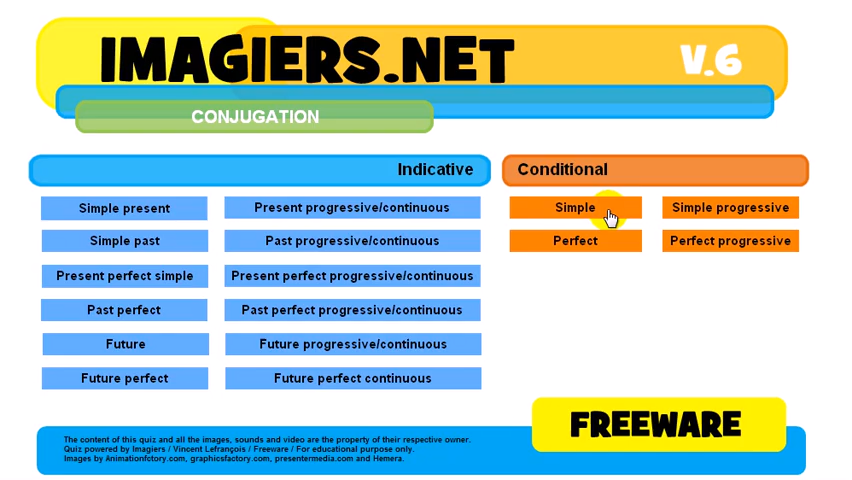 IMAGIERS.NET
V.6
CONJUGATION
Indicative
Conditional
Simple present
Present progressive/continuous
Simple
Simple progressive
Simple past
Past progressive/continuous
Perfect
Perfect progressive
Present perfect simple
Present perfect progressive/continuous
Past perfect
Past perfect progressive/continuous
Future
Future progressive/continuous
Future perfect
Future perfect continuous
FREEWARE
The content of this quiz and all the images, sounds and video are the property of their respective owner.
Quiz powered by Imagiers / Vincent Lefrançois / Freeware / For educational purpose only.
Images by Animationfotory.com, graphicsfactory.com, presentermedia.com and Hemera.